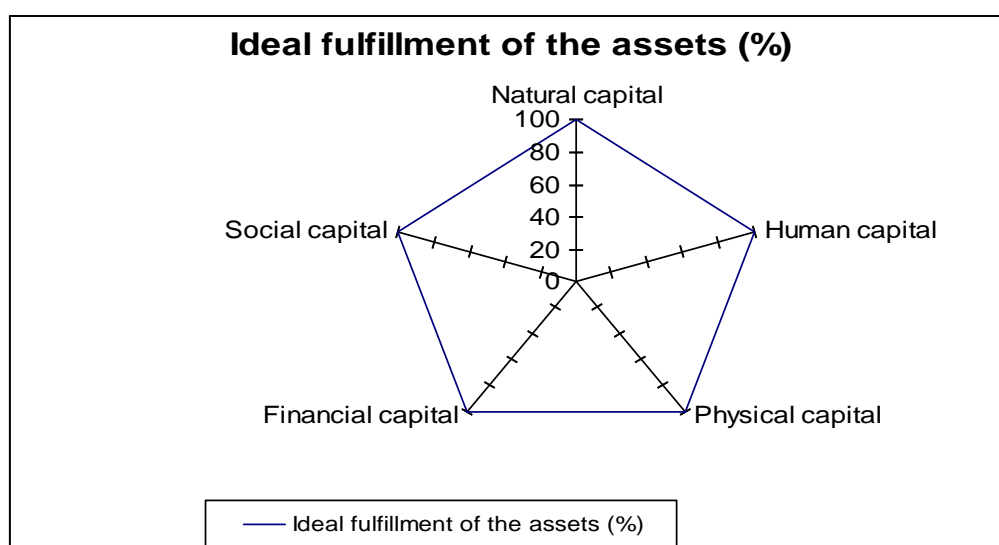 Ideal fulfillment of the assets (%)
Natural capital
100
80
60
40
20
0
Social capital
Human capital
Financial capital
Physical capital
Ideal fulfillment of the assets (%)